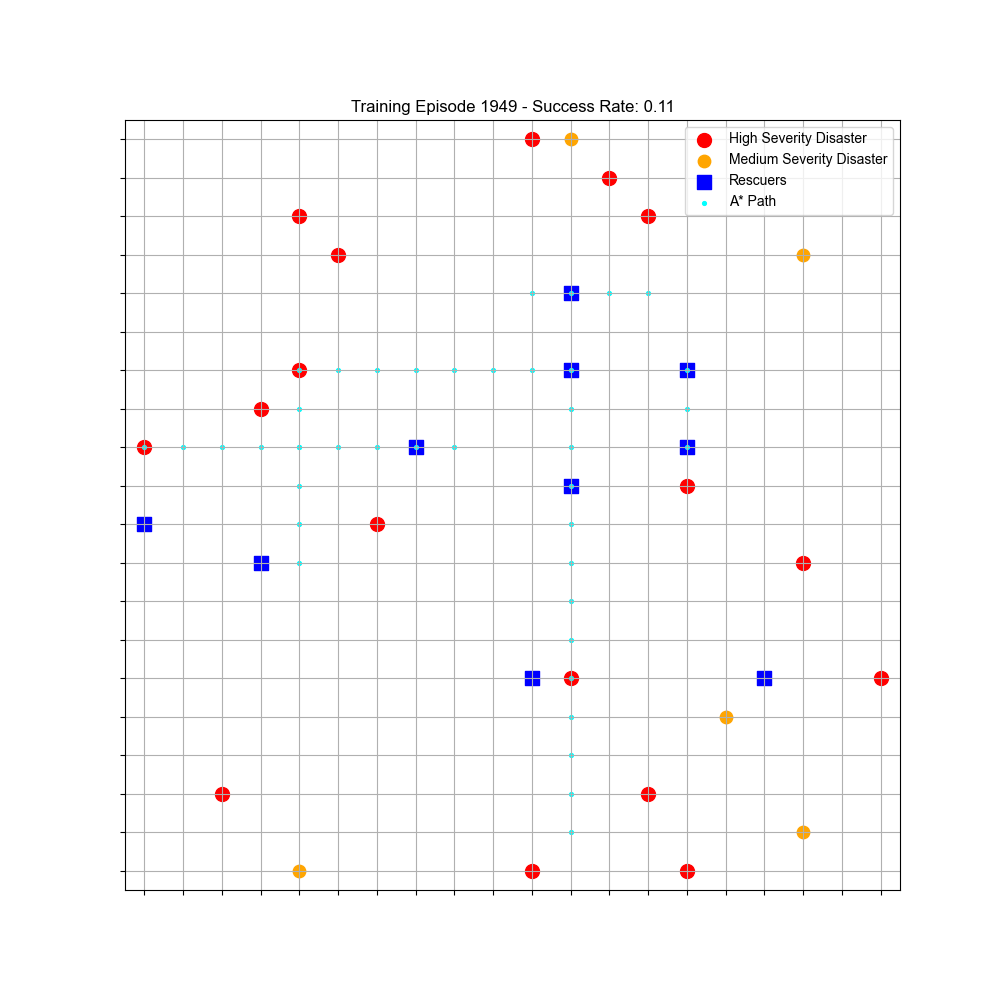 Training Episode 1949 - Success Rate: 0.11
High Severity Disaster
Medium Severity Disaster
Rescuers
A* Path